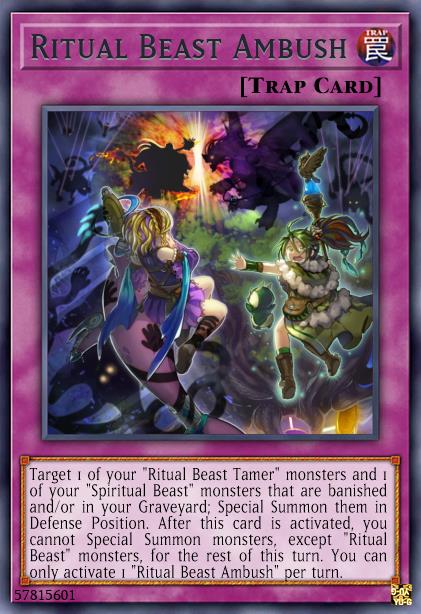 RITUAL BEAST AMBUSH
TRAP
罠
[TRAP CARD]
Target 1 of your "Ritual Beast Tamer" monsters and 1
of your "Spiritual Beast" monsters that are banished
and/or in your Graveyard; Special Summon them in
Defense Position. After this card is activated, you
cannot Special Summon monsters, except "Ritual
Beast" monsters, for the rest of this turn. You can
only activate 1 "Ritual Beast Ambush" per turn.
57815601